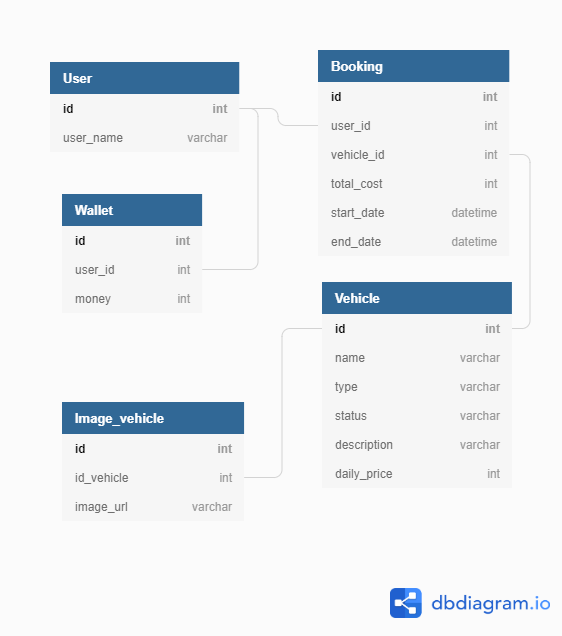 User
id int
user_name varchar
Booking
id int
user_id int
vehicle_id int
total_cost int
start_date datetime
end_date datetime
Wallet
id int
user_id int
money int
Vehicle
id int
name varchar
type varchar
status varchar
description varchar
daily_price int
Image_vehicle
id int
id_vehicle int
image_url varchar
dbdiagram.io